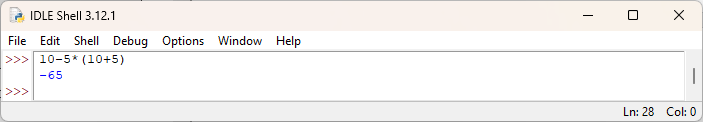 IDLE Shell 3.12.1
File Edit Shell Debug Options Window Help
>>> 10-5*(10+5)
-65
>>>
Ln: 28 Col: 0